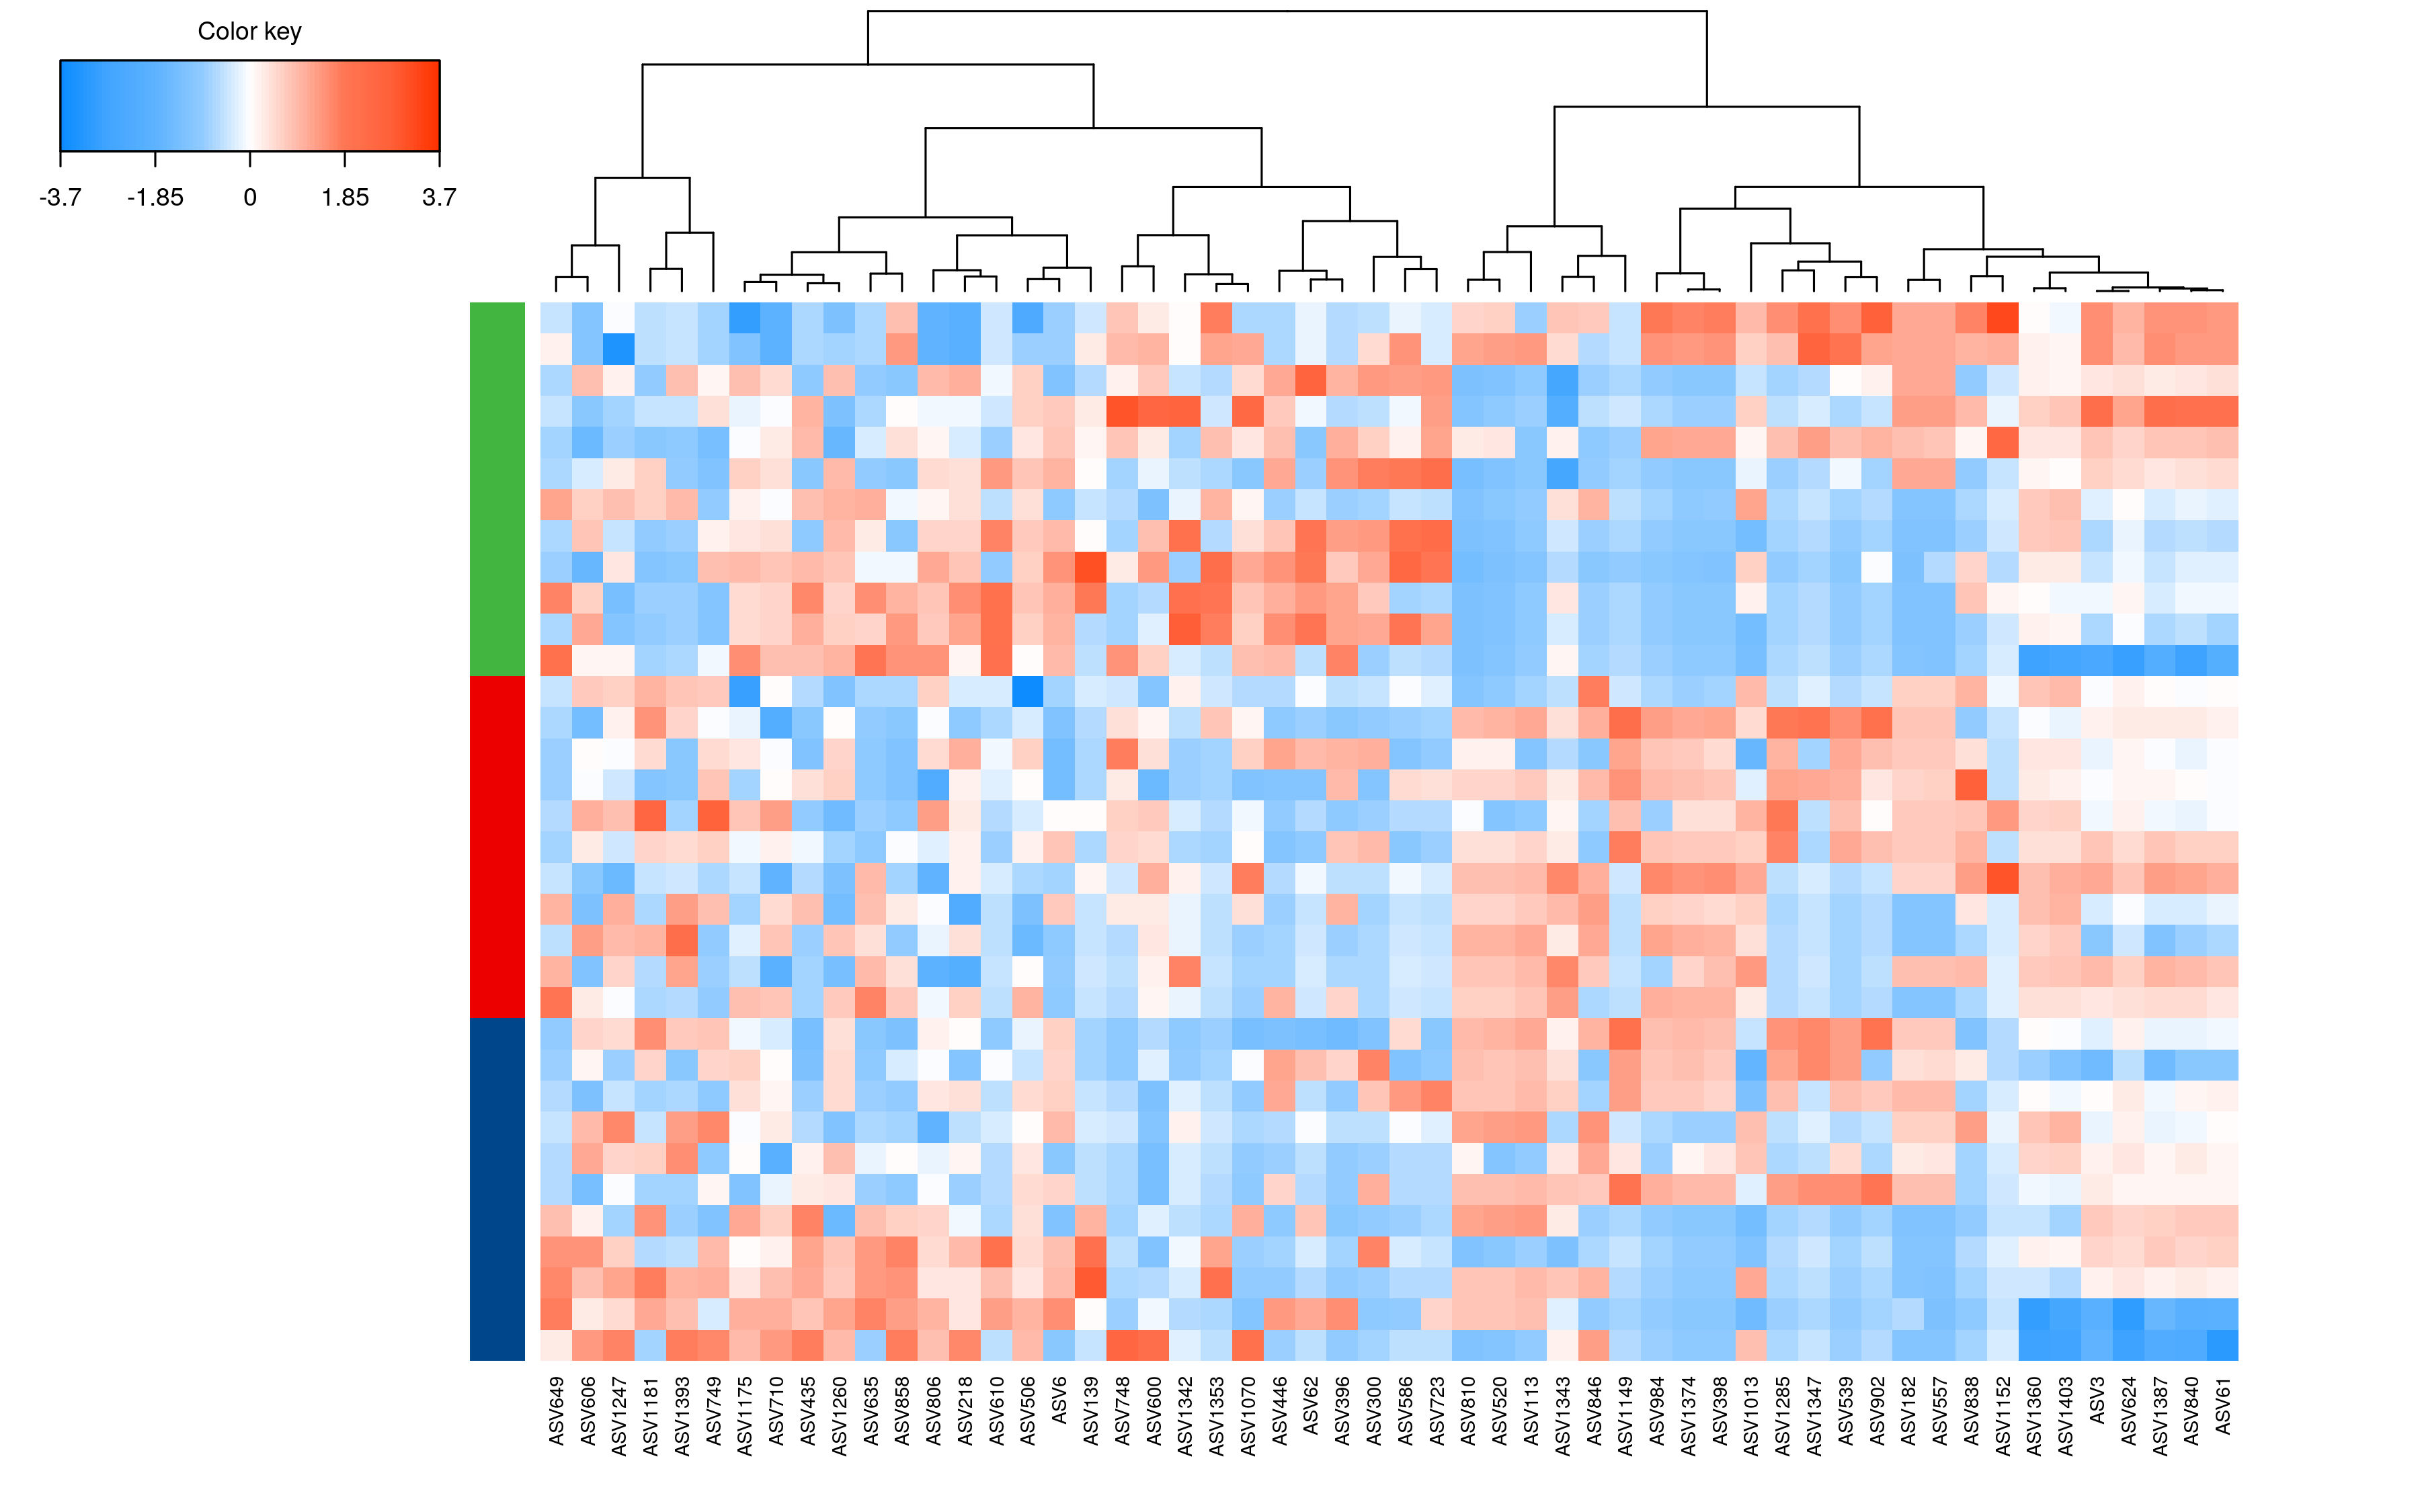 Color key
-3.7 -1.85 0 1.85 3.7
ASV649 ASV606 ASV1247 ASV1181 ASV1393 ASV749 ASV1175 ASV710 ASV435 ASV1260 ASV635 ASV858 ASV806 ASV218 ASV610 ASV506 ASV6 ASV139 ASV748 ASV600 ASV1342 ASV1353 ASV1070 ASV446 ASV62 ASV396 ASV300 ASV586 ASV723 ASV810 ASV520 ASV113 ASV1343 ASV846 ASV1149 ASV984 ASV1374 ASV398 ASV1013 ASV1285 ASV1347 ASV539 ASV902 ASV182 ASV557 ASV838 ASV1152 ASV1360 ASV1403 ASV3 ASV624 ASV1387 ASV840 ASV61